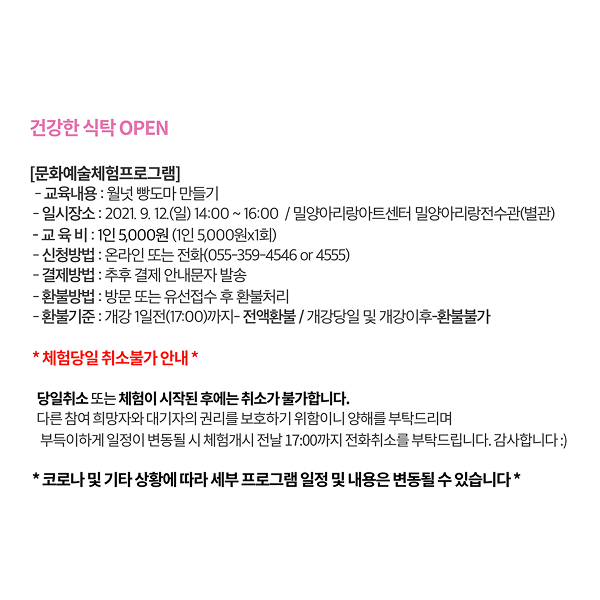 건강한 식탁 OPEN
[문화예술체험프로그램]
- 교육내용 : 월넛 빵도마 만들기
- 일시장소 : 2021. 9. 12.(일) 14:00 ~ 16:00 / 밀양아리랑아트센터 밀양아리랑전수관(별관)
- 교 육 비 : 1인 5,000원 (1인 5,000원x1회)
- 신청방법 : 온라인 또는 전화(055-359-4546 or 4555)
- 결제방법 : 추후 결제 안내문자 발송
- 환불방법 : 방문 또는 유선접수 후 환불처리
- 환불기준 : 개강 1일전(17:00)까지- 전액환불 / 개강당일 및 개강이후-환불불가
* 체험당일 취소불가 안내 *
당일취소 또는 체험이 시작된 후에는 취소가 불가합니다.
다른 참여 희망자와 대기자의 권리를 보호하기 위함이니 양해를 부탁드리며
부득이하게 일정이 변동될 시 체험개시 전날 17:00까지 전화취소를 부탁드립니다. 감사합니다 :)
* 코로나 및 기타 상황에 따라 세부 프로그램 일정 및 내용은 변동될 수 있습니다 *